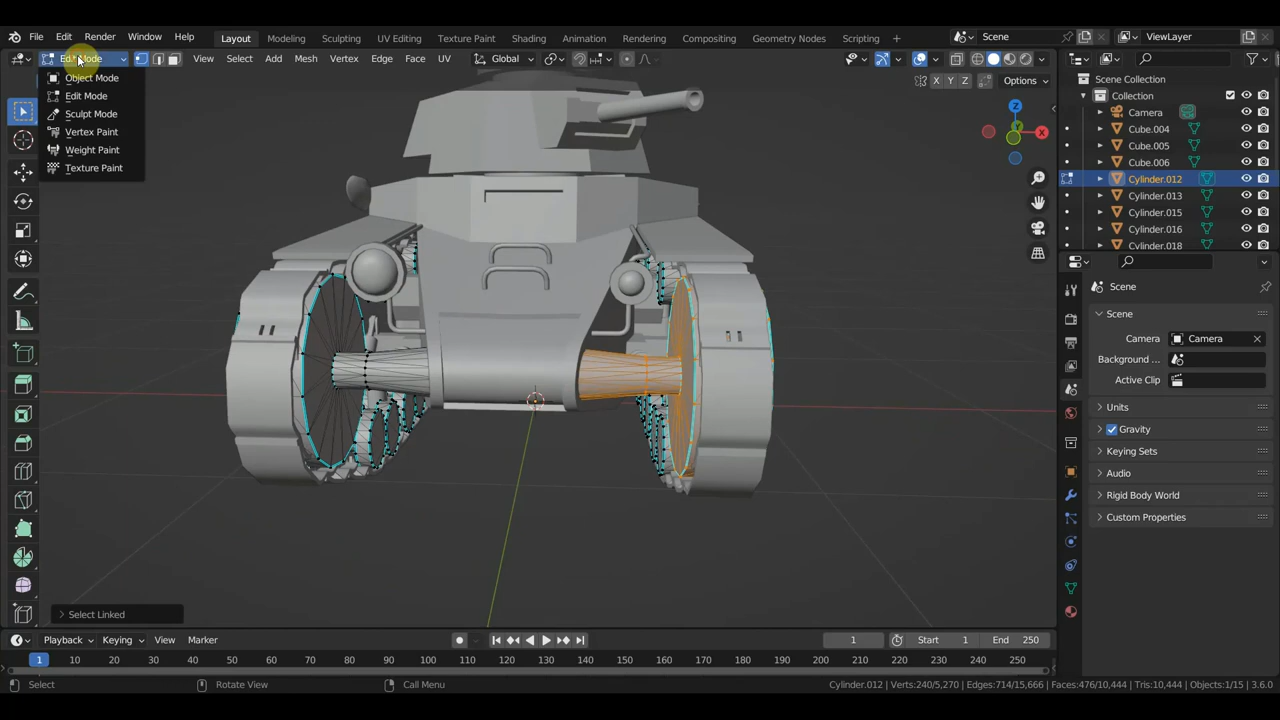 File Edit Render Window Help Layout Modeling Sculpting UV Editing Texture Paint Shading Animation Rendering Compositing Geometry Nodes Scripting Scene ViewLayer
View Select Add Mesh Vertex Edge Face UV Global
X Y Z Options
Object Mode
Edit Mode
Sculpt Mode
Vertex Paint
Weight Paint
Texture Paint
X
Y
Select Linked
Scene Collection
Collection
Camera
Cube.004
Cube.005
Cube.006
Cylinder.012
Cylinder.013
Cylinder.015
Cylinder.016
Cylinder.018
Scene
Scene
Camera Camera
Background ...
Active Clip
Units
Gravity
Keying Sets
Audio
Rigid Body World
Custom Properties
Playback Keying View Marker 1 Start 1 End 250
1 10 20 30 40 50 60 70 80 90 100 110 120 130 140 150 160 170 180 190 200 210 220 230 240 250
Select Rotate View Call Menu Cylinder.012 | Verts:240/5,270 | Edges:714/15,666 | Faces:476/10,444 | Tris:10,444 | Objects:1/15 | 3.6.0